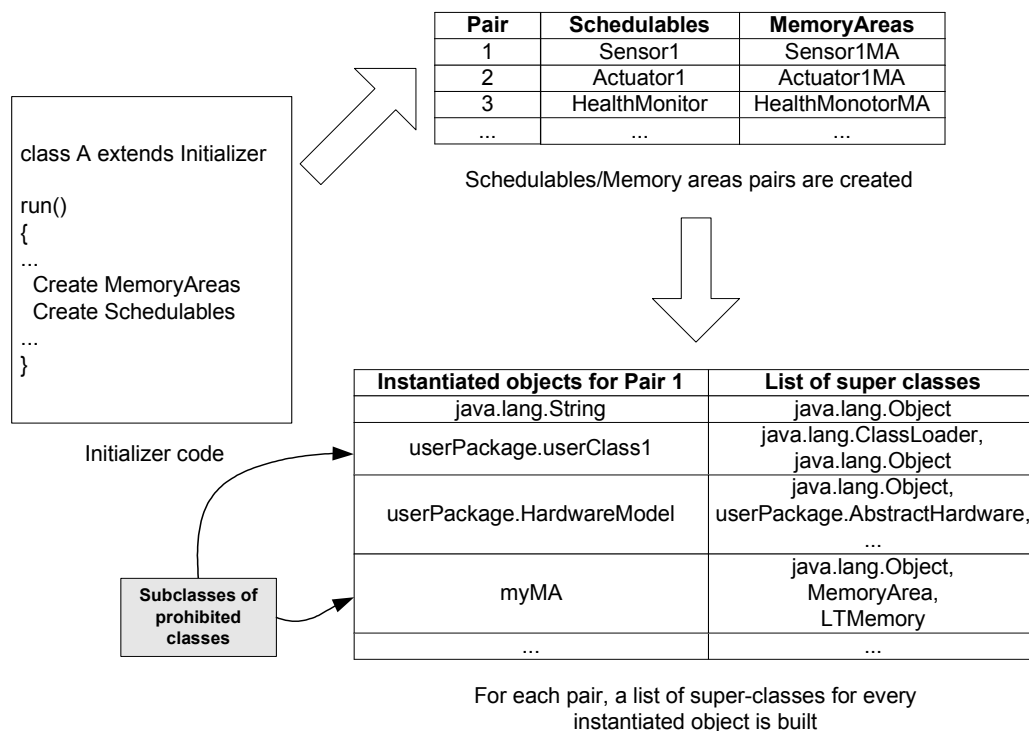 Pair Schedulables MemoryAreas
1 Sensor1 Sensor1MA
2 Actuator1 Actuator1MA
3 HealthMonitor HealthMonotorMA
... ... ...
Schedulables/Memory areas pairs are created
class A extends Initializer
run()
{
...
Create MemoryAreas
Create Schedulables
...
}
Initializer code
Instantiated objects for Pair 1 List of super classes
java.lang.String java.lang.Object
userPackage.userClass1 java.lang.ClassLoader,
java.lang.Object
userPackage.HardwareModel java.lang.Object,
userPackage.AbstractHardware,
...
myMA java.lang.Object,
MemoryArea,
LTMemory
... ...
Subclasses of
prohibited
classes
For each pair, a list of super-classes for every
instantiated object is built